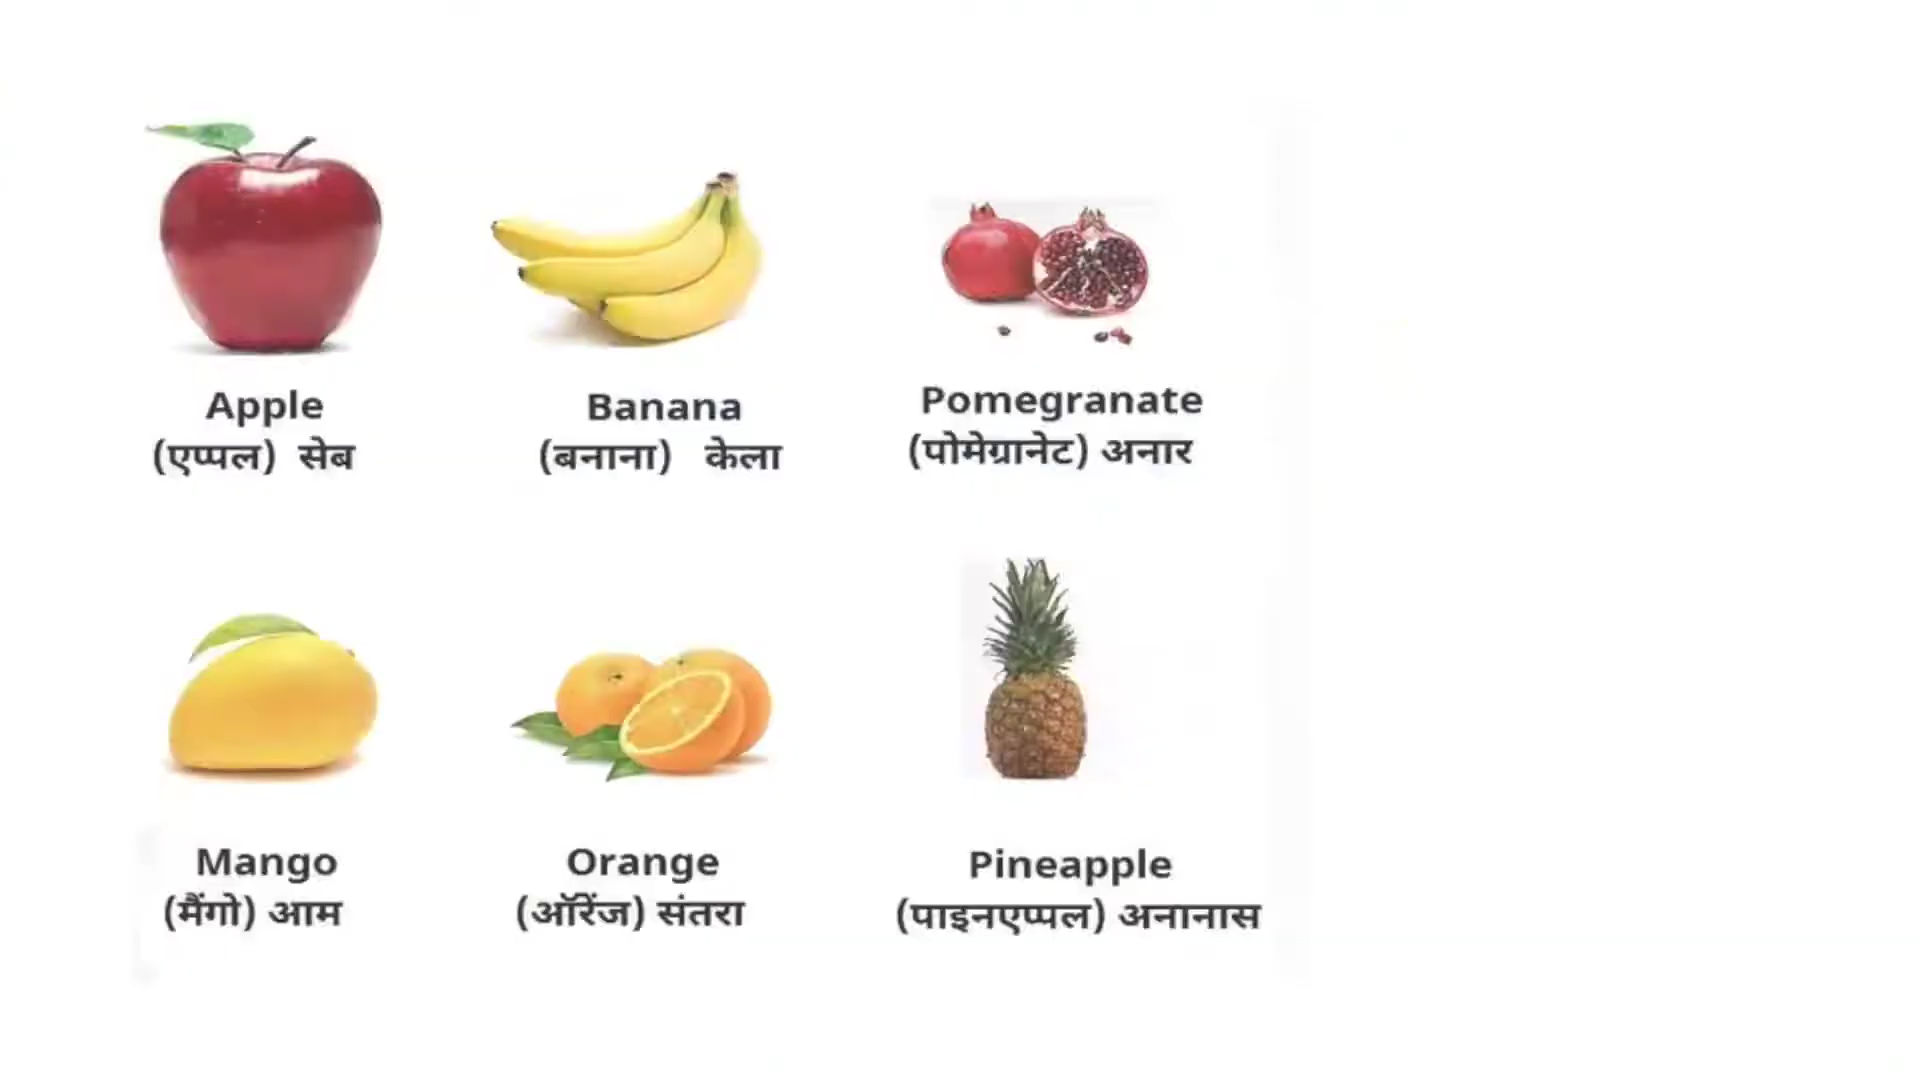 Apple
(एप्पल) सेब
Banana
(बनाना) केला
Pomegranate
(पोमेग्रानेट) अनार
Mango
(मैंगो) आम
Orange
(ऑरेंज) संतरा
Pineapple
(पाइनएप्पल) अनानास